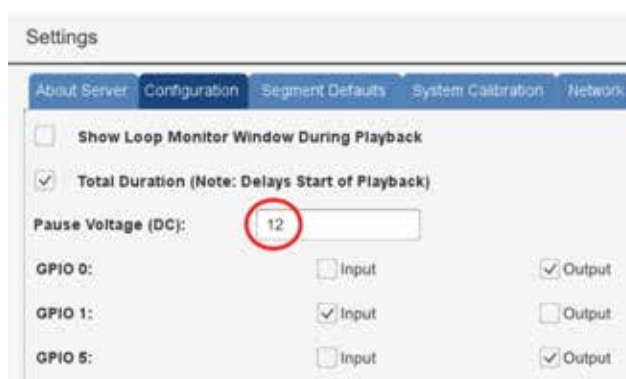 Settings
About Server Configuration Segment Defaults System Calibration Network
Show Loop Monitor Window During Playback
Total Duration (Note: Delays Start of Playback)
Pause Voltage (DC): 12
GPIO 0: Input Output
GPIO 1: Input Output
GPIO 5: Input Output